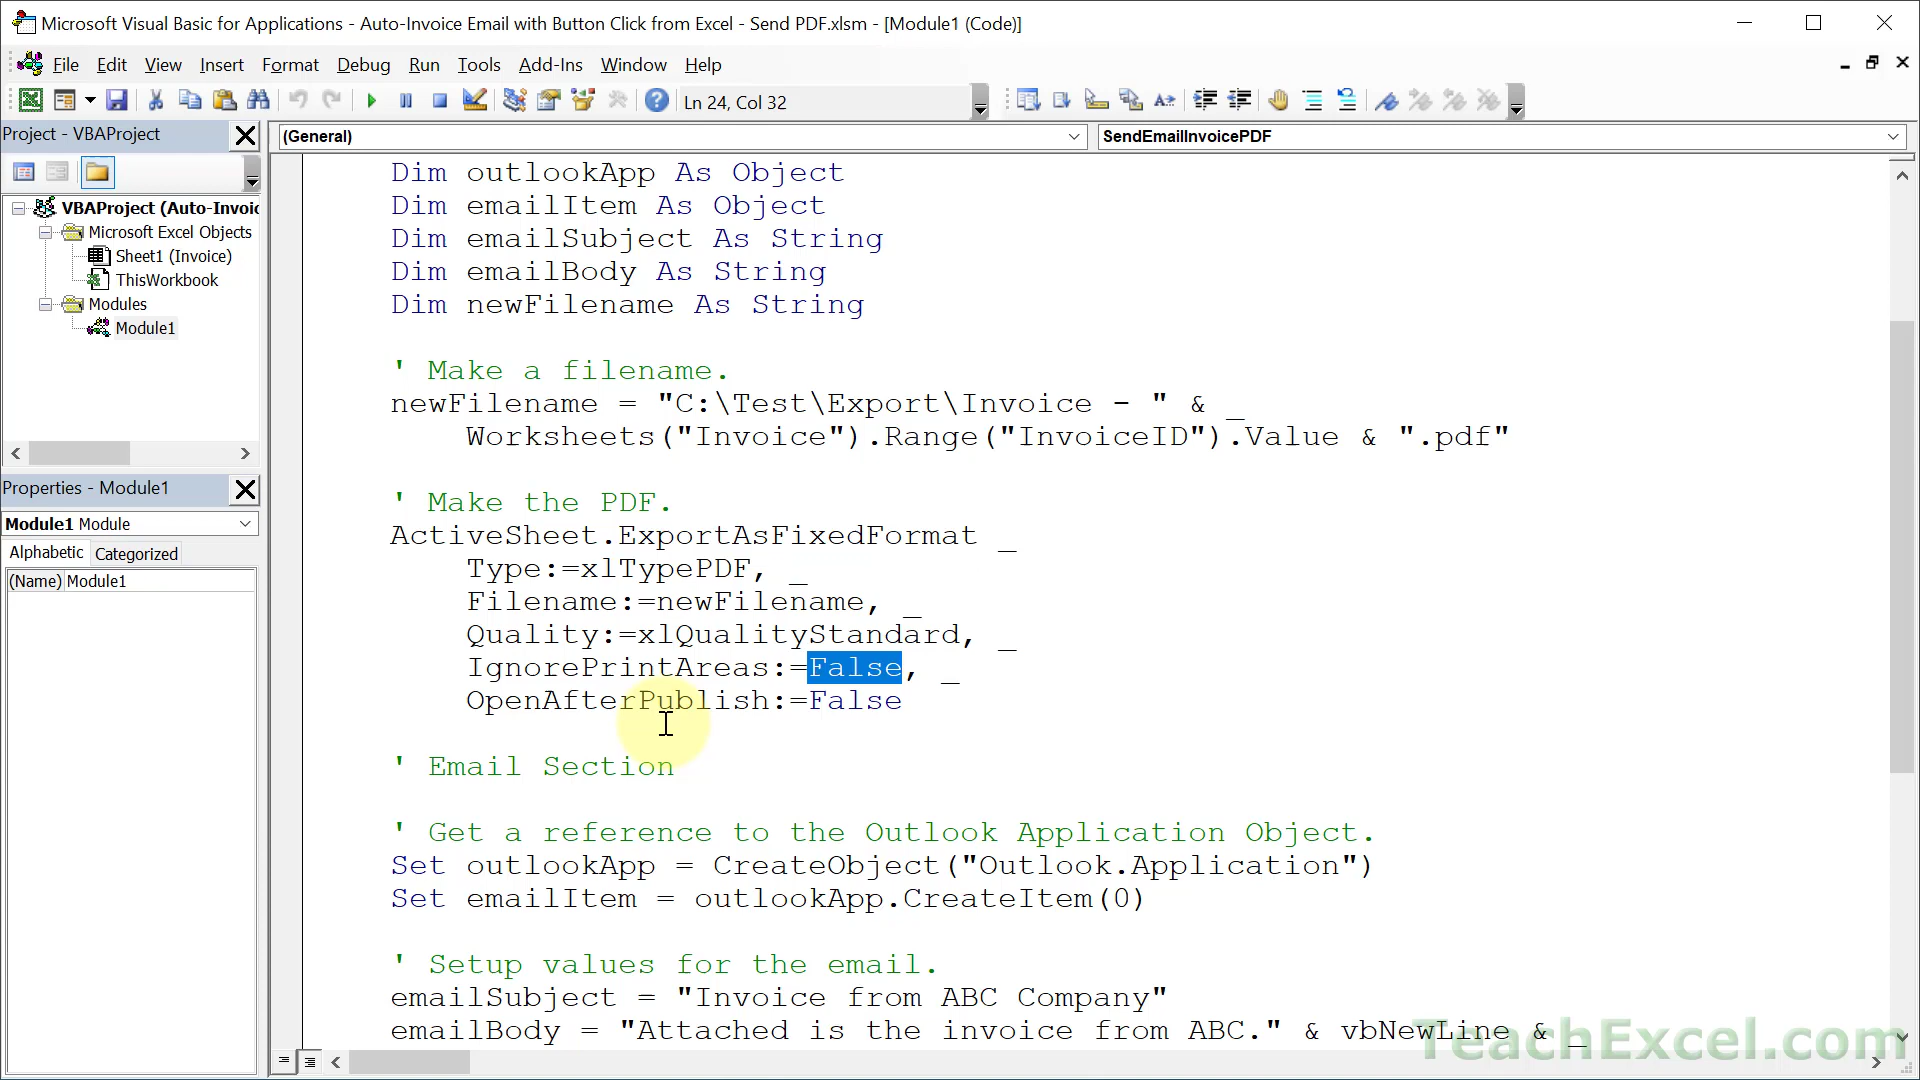 Microsoft Visual Basic for Applications - Auto-Invoice Email with Button Click from Excel - Send PDF.xlsm - [Module1 (Code)]
File Edit View Insert Format Debug Run Tools Add-Ins Window Help
Ln 24, Col 32
Project - VBAProject
(General)
SendEmailInvoicePDF
VBAProject (Auto-Invoic
Microsoft Excel Objects
Sheet1 (Invoice)
ThisWorkbook
Modules
Module1
Properties - Module1
Module1 Module
Alphabetic Categorized
(Name) Module1
Dim outlookApp As Object
Dim emailItem As Object
Dim emailSubject As String
Dim emailBody As String
Dim newFilename As String
' Make a filename.
newFilename = "C:\Test\Export\Invoice - " & _
Worksheets("Invoice").Range("InvoiceID").Value & ".pdf"
' Make the PDF.
ActiveSheet.ExportAsFixedFormat _
Type:=xlTypePDF, _
Filename:=newFilename, _
Quality:=xlQualityStandard, _
IgnorePrintAreas:=False, _
OpenAfterPublish:=False
' Email Section
' Get a reference to the Outlook Application Object.
Set outlookApp = CreateObject("Outlook.Application")
Set emailItem = outlookApp.CreateItem(0)
' Setup values for the email.
emailSubject = "Invoice from ABC Company"
emailBody = "Attached is the invoice from ABC." & vbNewLine & _
TeachExcel.com